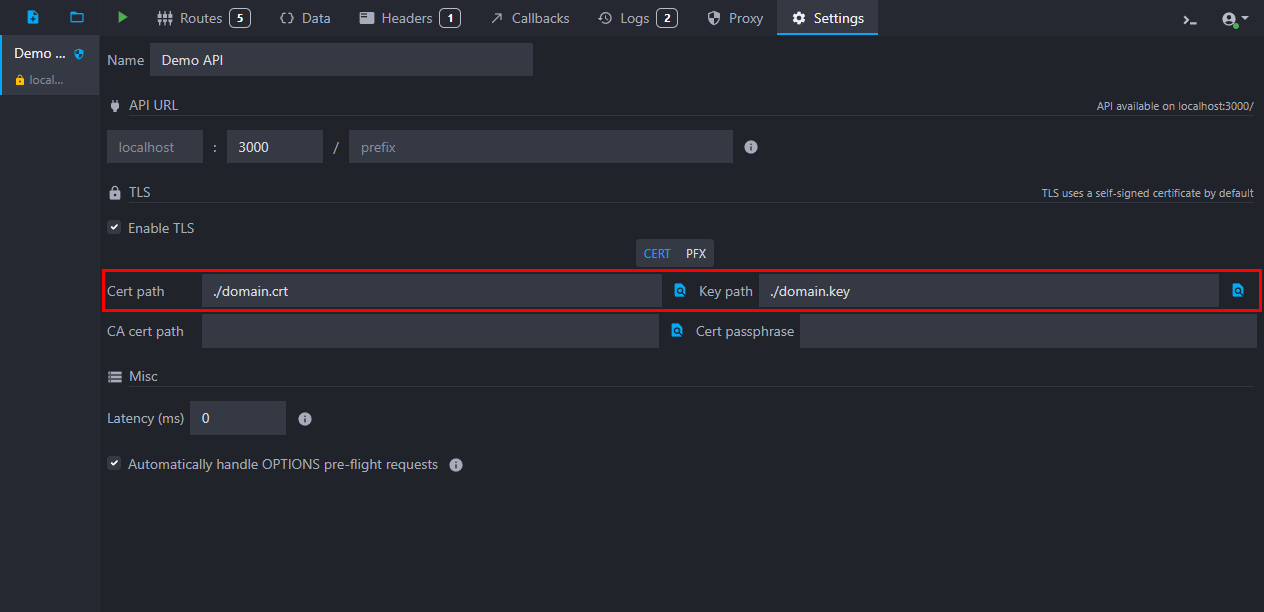 Routes 5 Data Headers 1 Callbacks Logs 2 Proxy Settings
Demo ...
local...
Name Demo API
API URL API available on localhost:3000/
localhost : 3000 / prefix
TLS TLS uses a self-signed certificate by default
Enable TLS
CERT PFX
Cert path ./domain.crt Key path ./domain.key
CA cert path Cert passphrase
Misc
Latency (ms) 0
Automatically handle OPTIONS pre-flight requests